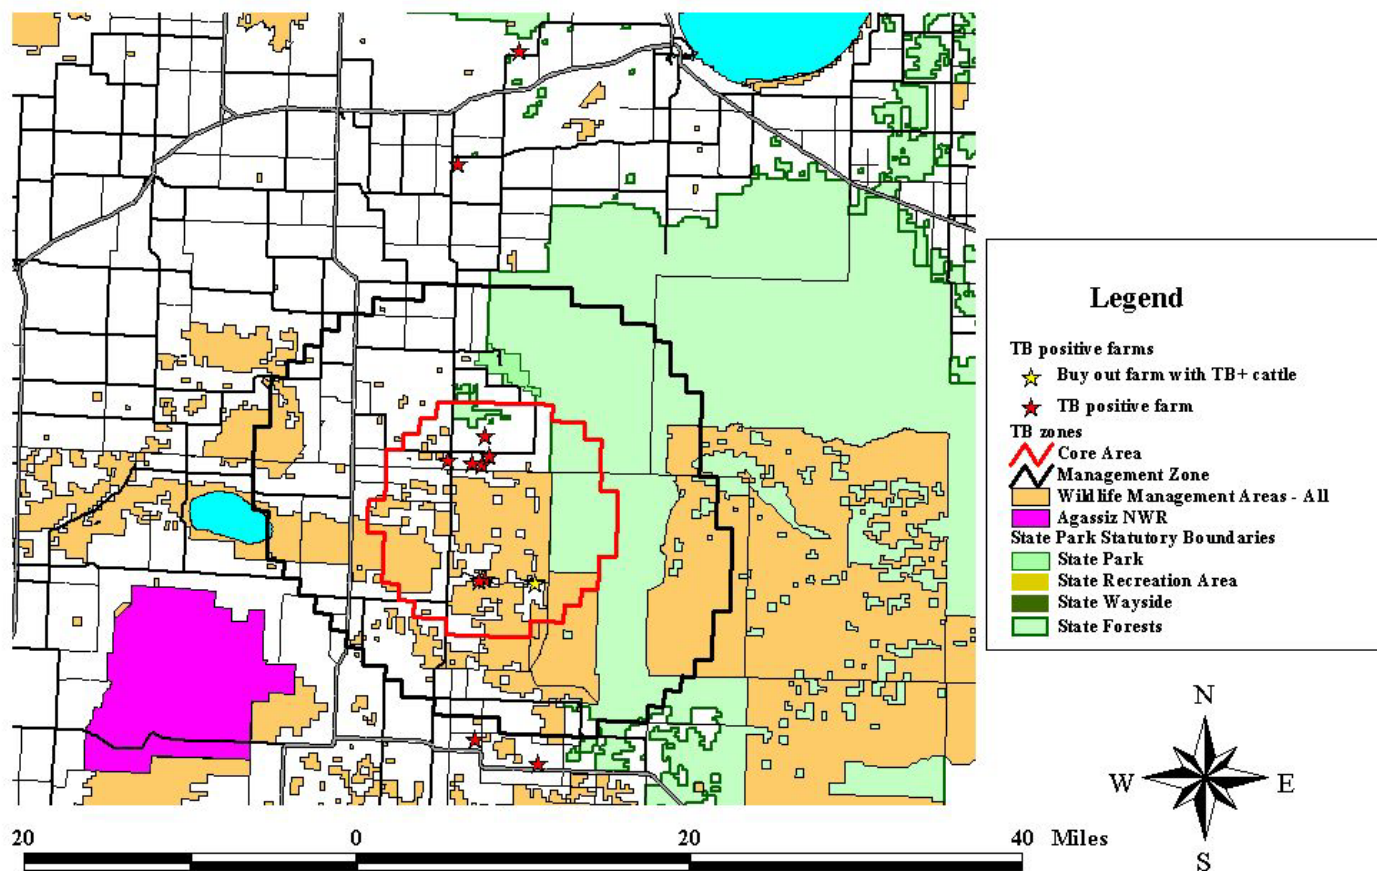 Legend
TB positive farms
Buy out farm with TB+ cattle
TB positive farm
TB zones
Core Area
Management Zone
Wildlife Management Areas - All
Agassiz NWR
State Park Statutory Boundaries
State Park
State Recreation Area
State Wayside
State Forests
N
W E
S
20 0 20 40 Miles